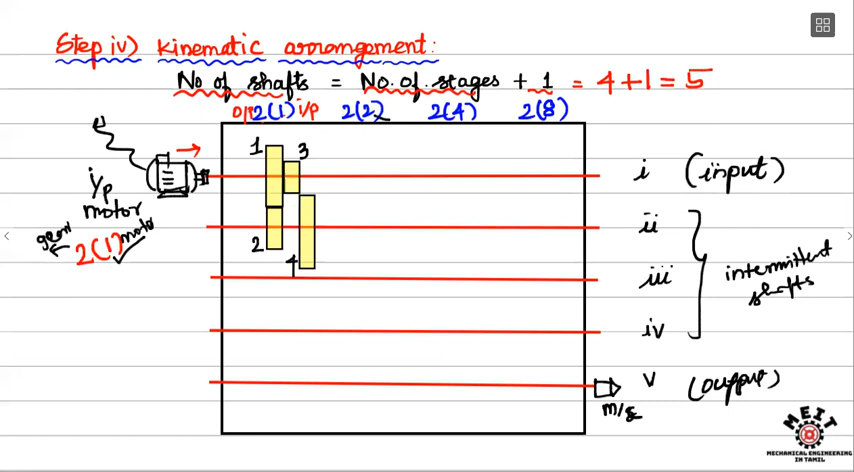 Step iv) Kinematic arrangement:
No of shafts = No. of stages + 1 = 4 + 1 = 5
o/p 2(1) i/p 2(2) 2(4) 2(8)
1 3
i (input)
i/p
motor
2(1)
ii
2
4
iii
intermittent
shafts
iv
v (output)
m/s
MEIT
MECHANICAL ENGINEERING
IN TAMIL